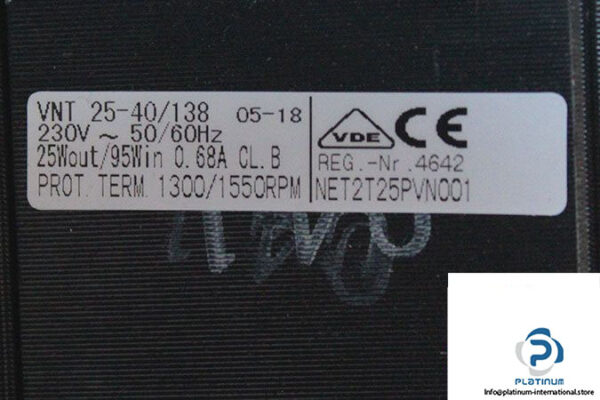 VNT 25-40/138 05-18
230V ~ 50/60Hz
25Wout/95Win 0.68A CL.B
PROT. TERM. 1300/1550RPM
VDE CE
REG.-Nr.4642
NET2T25PVN001
PLATINUM
Info@platinum-international.store